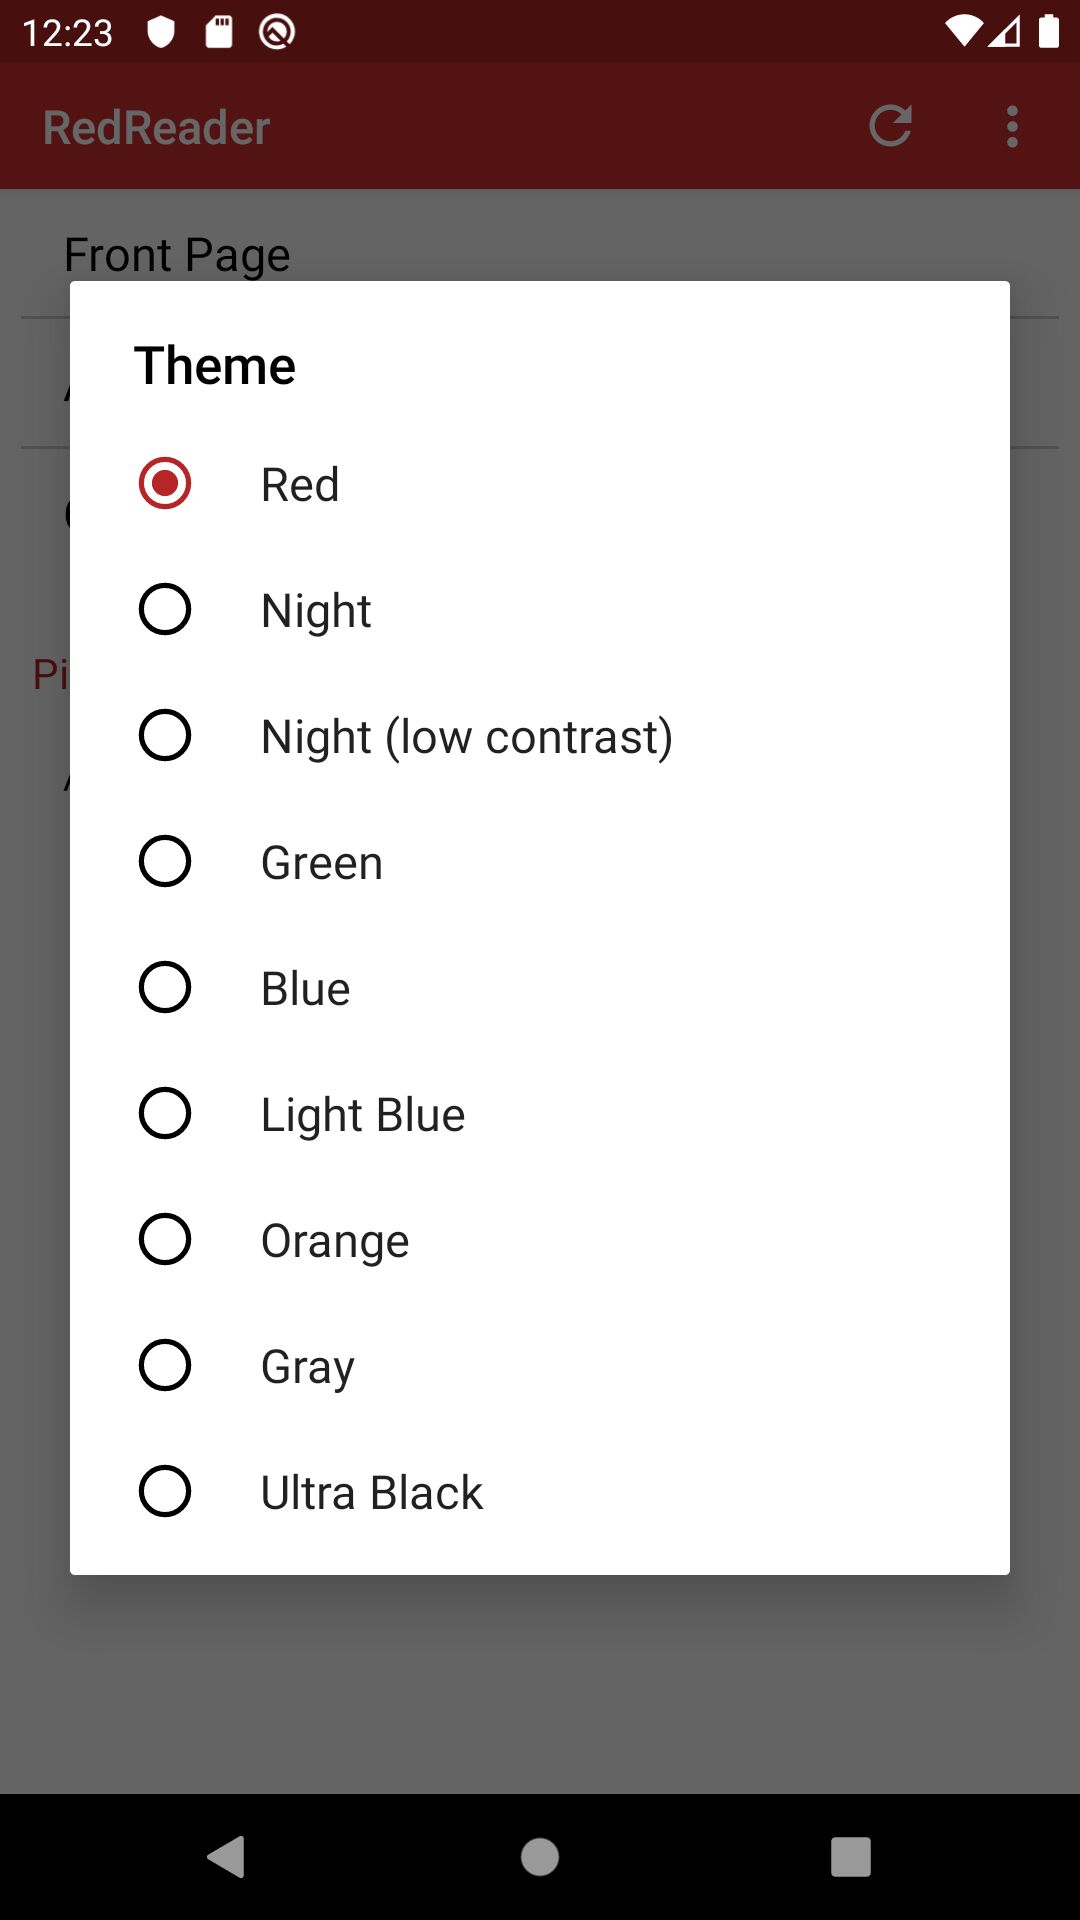 12:23
RedReader
Front Page
Theme
Red
Night
Pi
Night (low contrast)
Green
Blue
Light Blue
Orange
Gray
Ultra Black